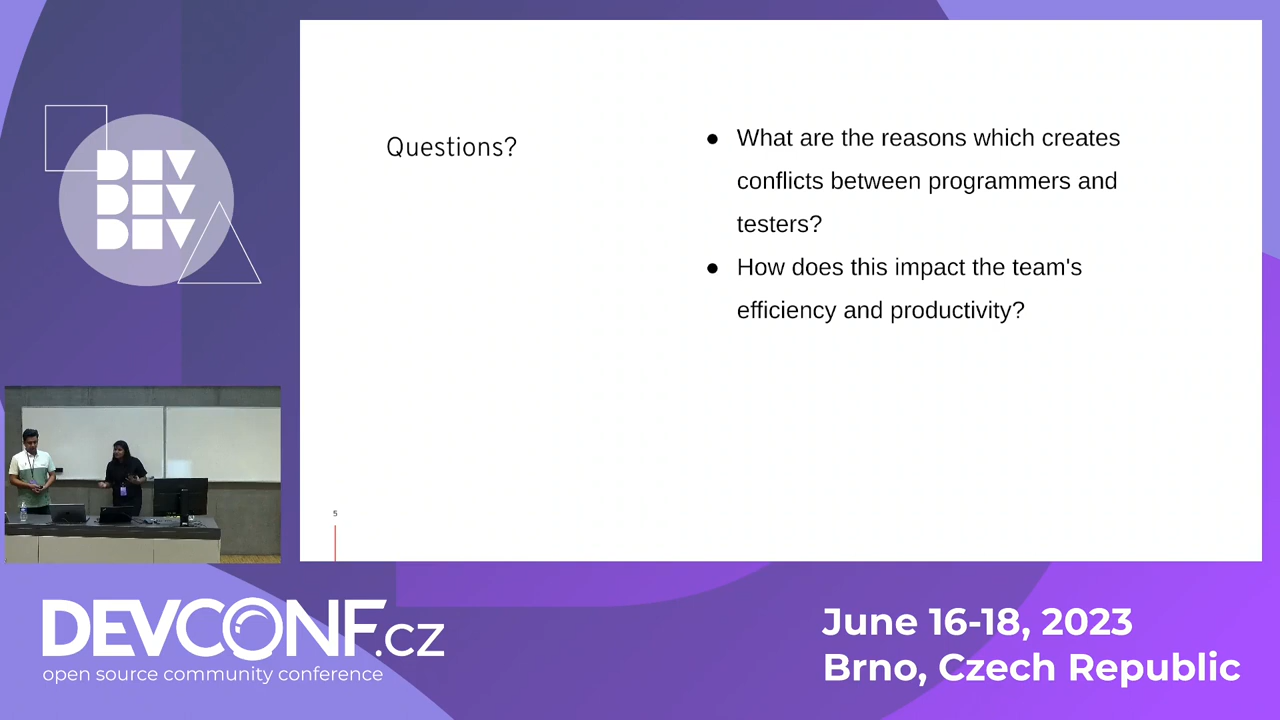 DEV
DEV
DEV
Questions?
● What are the reasons which creates
conflicts between programmers and
testers?
● How does this impact the team's
efficiency and productivity?
5
DEVCONF.cz
open source community conference
June 16-18, 2023
Brno, Czech Republic